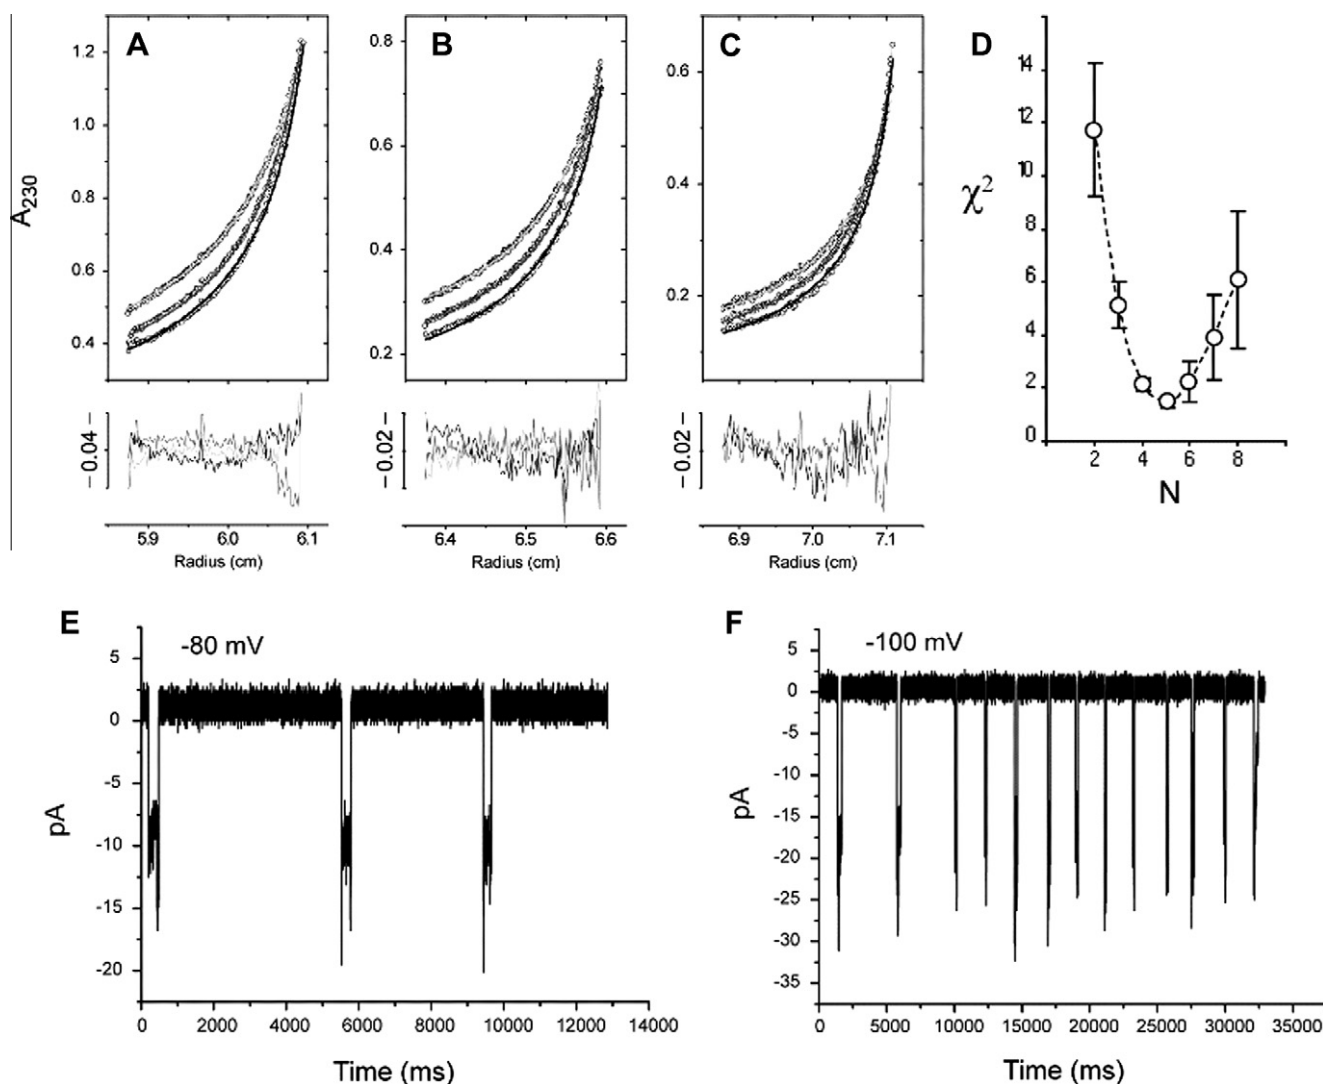 A
B
C
D
A230
1.2
1.0
0.8
0.6
0.4
0.8
0.6
0.4
0.2
0.6
0.4
0.2
χ2
14
12
10
8
6
4
2
0
2 4 6 8
N
– 0.04 –
– 0.02 –
– 0.02 –
5.9 6.0 6.1
Radius (cm)
6.4 6.5 6.6
Radius (cm)
6.9 7.0 7.1
Radius (cm)
E
-80 mV
pA
5
0
-5
-10
-15
-20
0 2000 4000 6000 8000 10000 12000 14000
Time (ms)
F
-100 mV
pA
5
0
-5
-10
-15
-20
-25
-30
-35
0 5000 10000 15000 20000 25000 30000 35000
Time (ms)